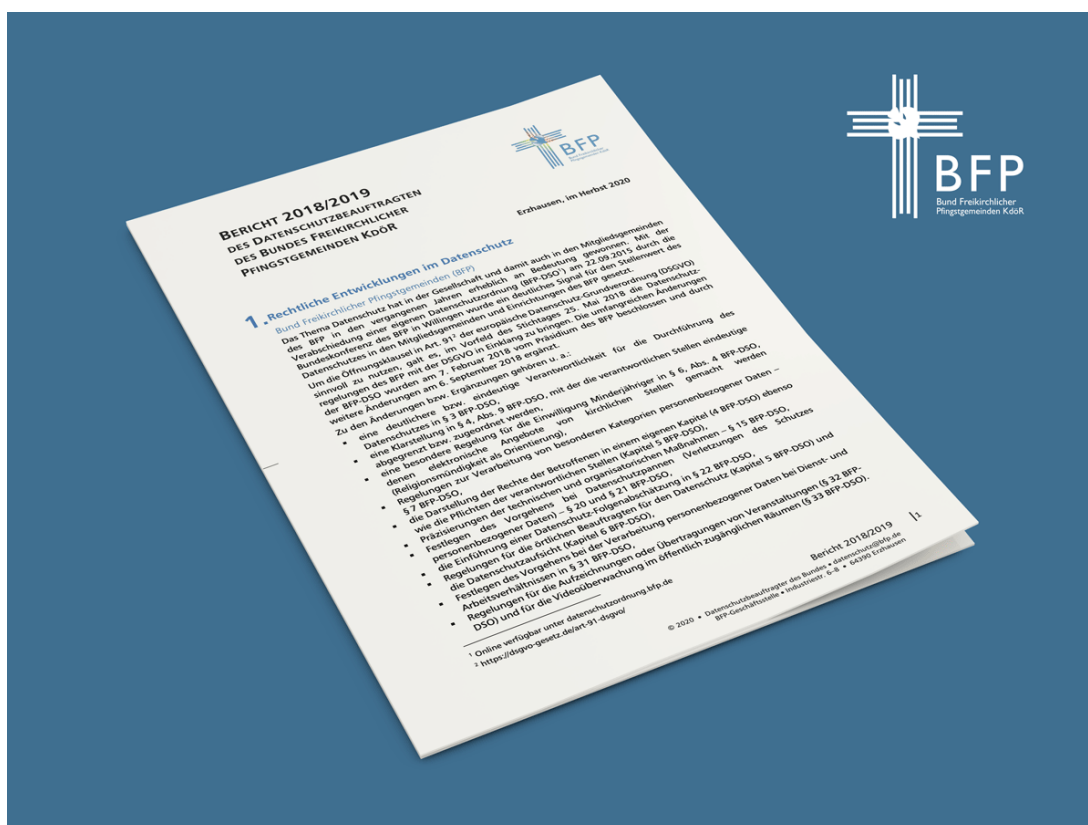 BFP
Bund Freikirchlicher
Pfingstgemeinden KdöR
BERICHT 2018/2019
DES DATENSCHUTZBEAUFTRAGTEN
DES BUNDES FREIKIRCHLICHER
PFINGSTGEMEINDEN KDÖR
BFP
Bund Freikirchlicher
Pfingstgemeinden KdöR
Erzhausen, im Herbst 2020
1. Rechtliche Entwicklungen im Datenschutz
Bund Freikirchlicher Pfingstgemeinden (BFP)
Das Thema Datenschutz hat in der Gesellschaft und damit auch in den Mitgliedsgemeinden
des BFP in den vergangenen Jahren erheblich an Bedeutung gewonnen. Mit der
Verabschiedung einer eigenen Datenschutzordnung (BFP-DSO¹) am 22.09.2015 durch die
Bundeskonferenz des BFP in Willingen wurde ein deutliches Signal für den Stellenwert des
Datenschutzes in den Mitgliedsgemeinden und Einrichtungen des BFP gesetzt.
Um die Öffnungsklausel in Art. 91² der europäische Datenschutz-Grundverordnung (DSGVO)
sinnvoll zu nutzen, galt es, im Vorfeld des Stichtages 25. Mai 2018 die Datenschutz-
regelungen des BFP mit der DSGVO in Einklang zu bringen. Die umfangreichen Änderungen
der BFP-DSO wurden am 7. Februar 2018 vom Präsidium des BFP beschlossen und durch
weitere Änderungen am 6. September 2018 ergänzt.
Zu den Änderungen bzw. Ergänzungen gehören u. a.:
▪ eine deutlichere bzw. eindeutige Verantwortlichkeit für die Durchführung des
Datenschutzes in § 3 BFP-DSO,
▪ eine Klarstellung in § 4, Abs. 9 BFP-DSO, mit der die verantwortlichen Stellen eindeutige
abgegrenzt bzw. zugeordnet werden,
▪ eine besondere Regelung für die Einwilligung Minderjähriger in § 6, Abs. 4 BFP-DSO,
denen elektronische Angebote von kirchlichen Stellen gemacht werden
(Religionsmündigkeit als Orientierung),
▪ Regelungen zur Verarbeitung von besonderen Kategorien personenbezogener Daten –
§ 7 BFP-DSO,
▪ die Darstellung der Rechte der Betroffenen in einem eigenen Kapitel (4 BFP-DSO) ebenso
wie die Pflichten der verantwortlichen Stellen (Kapitel 5 BFP-DSO),
▪ Präzisierungen der technischen und organisatorischen Maßnahmen – § 15 BFP-DSO,
▪ Festlegen des Vorgehens bei Datenschutzpannen (Verletzungen des Schutzes
personenbezogener Daten) – § 20 und § 21 BFP-DSO,
▪ die Einführung einer Datenschutz-Folgenabschätzung in § 22 BFP-DSO,
▪ Regelungen für die örtlichen Beauftragten für den Datenschutz (Kapitel 5 BFP-DSO) und
die Datenschutzaufsicht (Kapitel 6 BFP-DSO),
▪ Festlegen des Vorgehens bei der Verarbeitung personenbezogener Daten bei Dienst- und
Arbeitsverhältnissen in § 31 BFP-DSO,
▪ Regelungen für die Aufzeichnungen oder Übertragungen von Veranstaltungen (§ 32 BFP-
DSO) und für die Videoüberwachung im öffentlich zugänglichen Räumen (§ 33 BFP-DSO).
¹ Online verfügbar unter datenschutzordnung.bfp.de
² https://dsgvo-gesetz.de/art-91-dsgvo/
Bericht 2018/2019 |1
© 2020 • Datenschutzbeauftragter des Bundes • datenschutz@bfp.de
BFP-Geschäftsstelle • Industriestr. 6–8 • 64390 Erzhausen